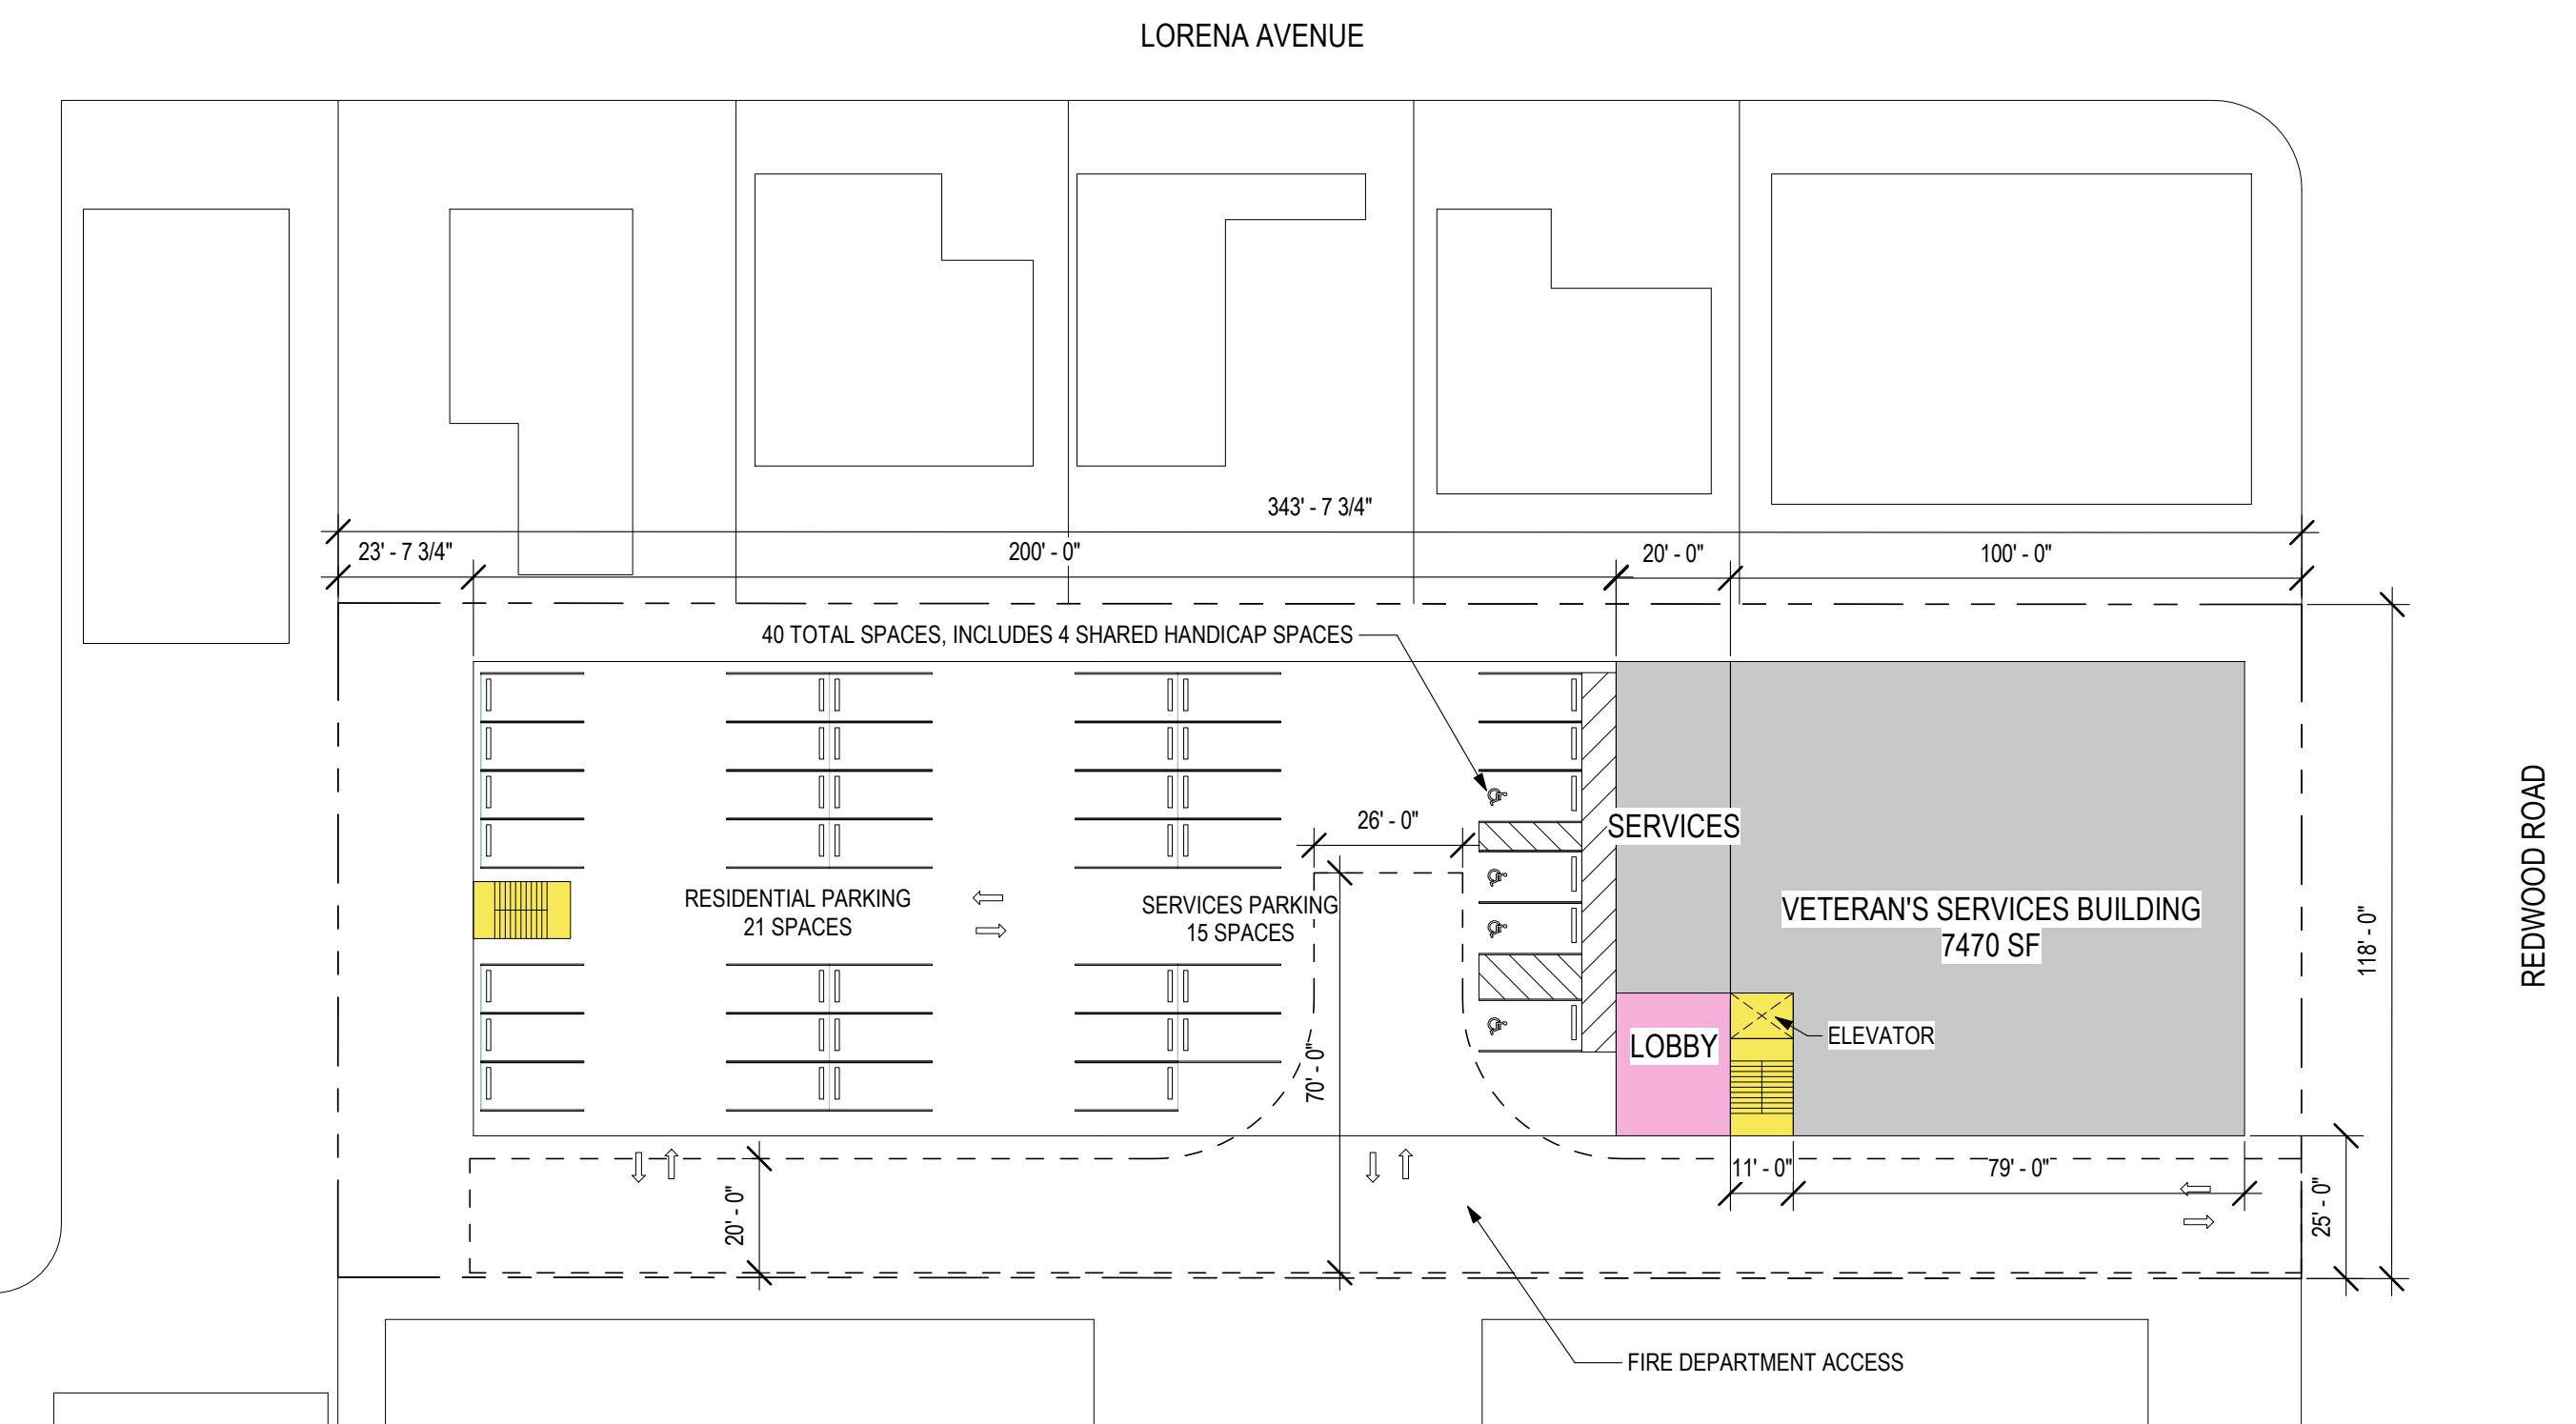 LORENA AVENUE
343' - 7 3/4"
23' - 7 3/4"
200' - 0"
20' - 0"
100' - 0"
40 TOTAL SPACES, INCLUDES 4 SHARED HANDICAP SPACES
26' - 0"
SERVICES
RESIDENTIAL PARKING
21 SPACES
SERVICES PARKING
15 SPACES
VETERAN'S SERVICES BUILDING
7470 SF
118' - 0"
REDWOOD ROAD
LOBBY
ELEVATOR
70' - 0"
11' - 0"
79' - 0"
20' - 0"
25' - 0"
FIRE DEPARTMENT ACCESS